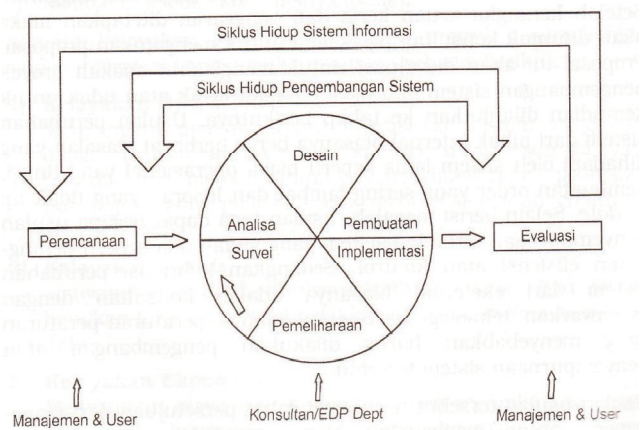 Siklus Hidup Sistem Informasi
Siklus Hidup Pengembangan Sistem
Desain
Analisa
Pembuatan
Perencanaan
Survei
Implementasi
Evaluasi
Pemeliharaan
Manajemen & User
Konsultan/EDP Dept
Manajemen & User